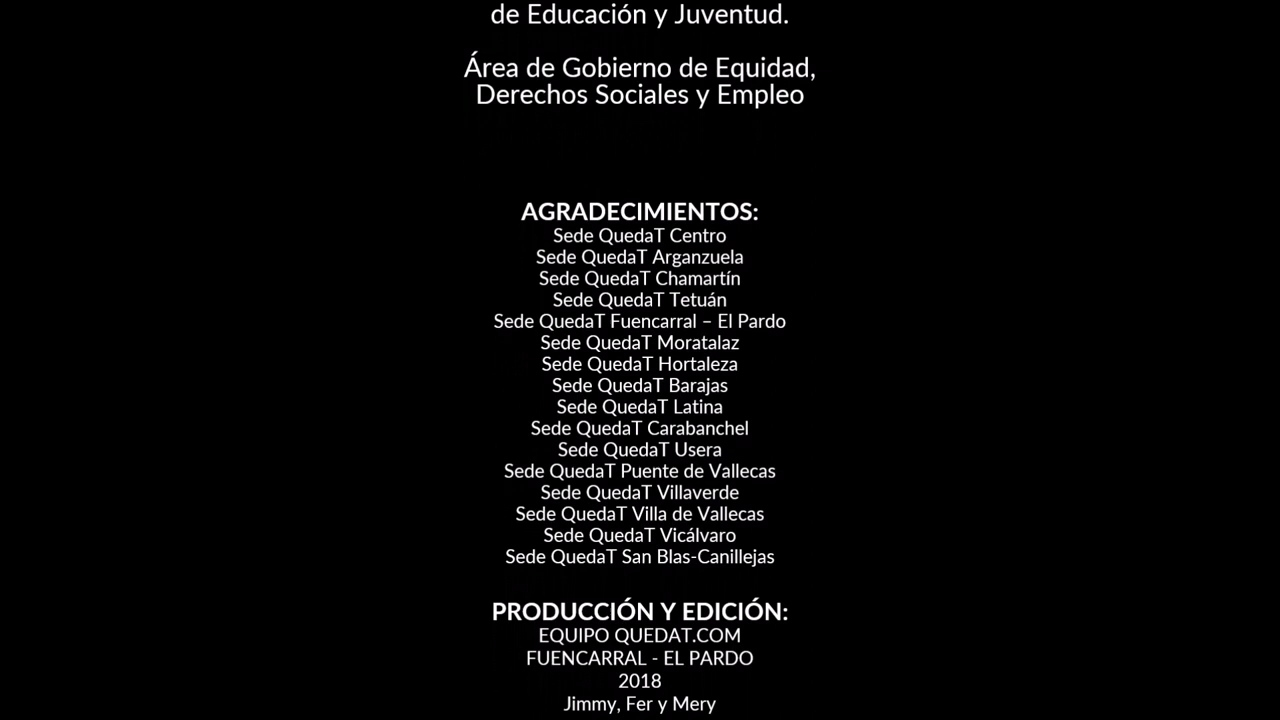 de Educación y Juventud.
Área de Gobierno de Equidad,
Derechos Sociales y Empleo
AGRADECIMIENTOS:
Sede QuedaT Centro
Sede QuedaT Arganzuela
Sede QuedaT Chamartín
Sede QuedaT Tetuán
Sede QuedaT Fuencarral – El Pardo
Sede QuedaT Moratalaz
Sede QuedaT Hortaleza
Sede QuedaT Barajas
Sede QuedaT Latina
Sede QuedaT Carabanchel
Sede QuedaT Usera
Sede QuedaT Puente de Vallecas
Sede QuedaT Villaverde
Sede QuedaT Villa de Vallecas
Sede QuedaT Vicálvaro
Sede QuedaT San Blas-Canillejas
PRODUCCIÓN Y EDICIÓN:
EQUIPO QUEDAT.COM
FUENCARRAL - EL PARDO
2018
Jimmy, Fer y Mery